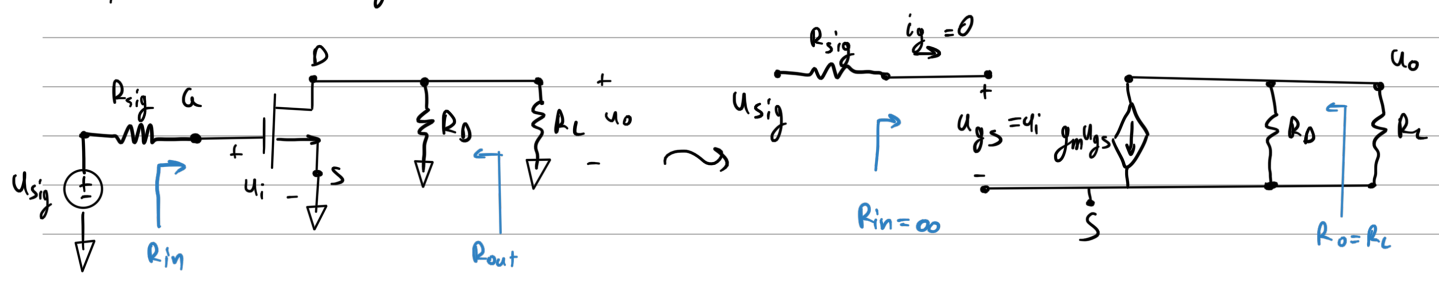 Rsig
ig = 0
D
uo
Rsig
G
+
+
usig
RD
RL
uo
ugs = ui
gmugs
RD
RL
+
ui
-
S
-
-
usig
+
-
Rin = ∞
S
Ro = RL
Rin
Rout